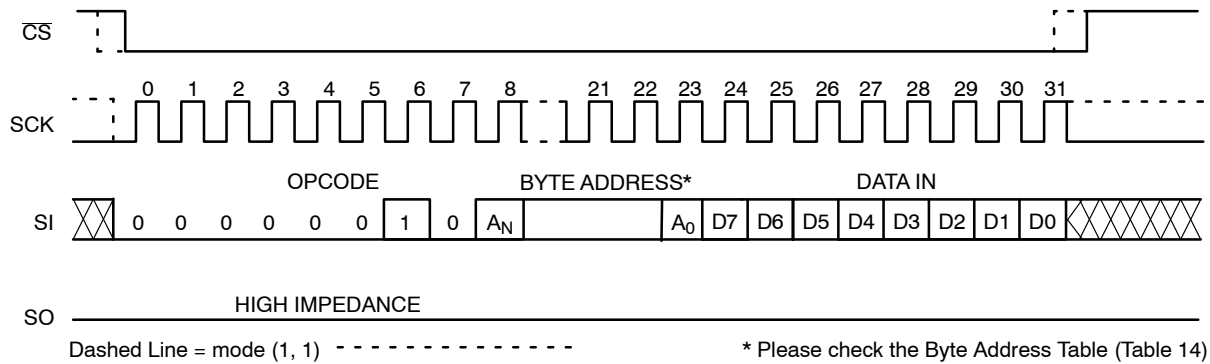 C̅S̅
0 1 2 3 4 5 6 7 8 21 22 23 24 25 26 27 28 29 30 31
SCK
OPCODE BYTE ADDRESS* DATA IN
SI 0 0 0 0 0 0 1 0 AN A0 D7 D6 D5 D4 D3 D2 D1 D0
HIGH IMPEDANCE
SO
Dashed Line = mode (1, 1) * Please check the Byte Address Table (Table 14)